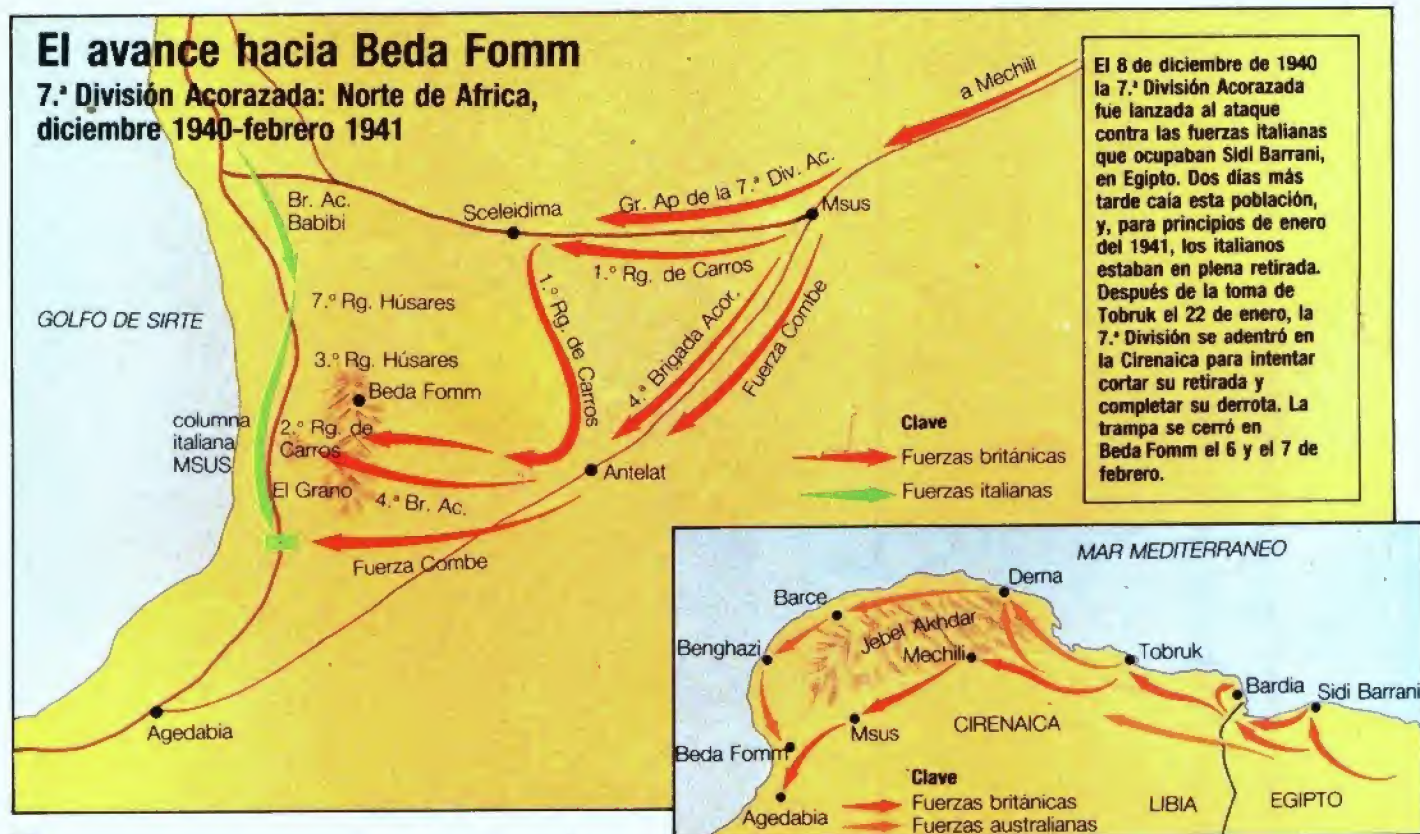 El avance hacia Beda Fomm
7.ª División Acorazada: Norte de Africa,
diciembre 1940-febrero 1941
El 8 de diciembre de 1940
la 7.ª División Acorazada
fue lanzada al ataque
contra las fuerzas italianas
que ocupaban Sidi Barrani,
en Egipto. Dos días más
tarde caía esta población,
y, para principios de enero
del 1941, los italianos
estaban en plena retirada.
Después de la toma de
Tobruk el 22 de enero, la
7.ª División se adentró en
la Cirenaica para intentar
cortar su retirada y
completar su derrota. La
trampa se cerró en
Beda Fomm el 6 y el 7 de
febrero.
a Mechili
Br. Ac.
Babibi
Sceleidima
Gr. Ap de la 7.ª Div. Ac.
Msus
1.º Rg. de Carros
1.º Rg. de Carros
4.ª Brigada Acor.
Fuerza Combe
GOLFO DE SIRTE
7.º Rg. Húsares
3.º Rg. Húsares
Beda Fomm
columna
italiana
MSUS
2.º Rg. de
Carros
El Grano
4.ª Br. Ac.
Antelat
Fuerza Combe
Agedabia
Clave
Fuerzas británicas
Fuerzas italianas
MAR MEDITERRANEO
Derna
Barce
Jebel Akhdar
Benghazi
Mechili
Tobruk
Bardia
Sidi Barrani
Msus
CIRENAICA
Beda Fomm
Agedabia
LIBIA
EGIPTO
Clave
Fuerzas británicas
Fuerzas australianas